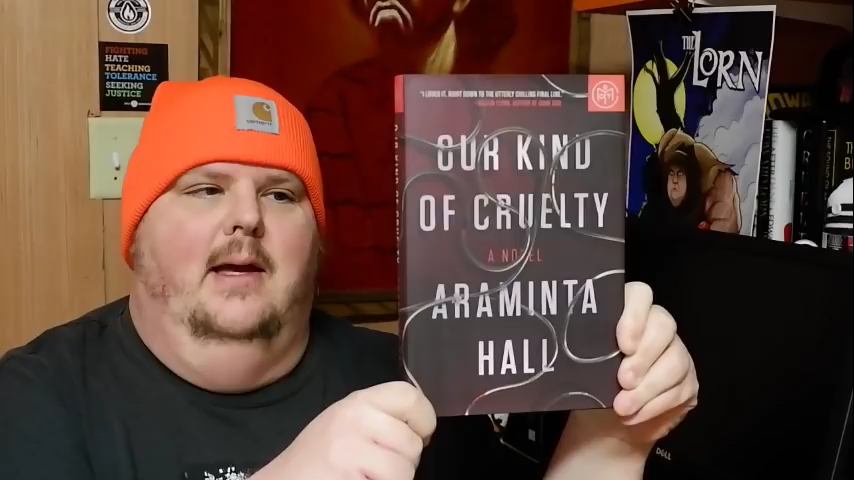 FIGHTING
HATE
TEACHING
TOLERANCE
SEEKING
JUSTICE
carhartt
"I LOVED IT, RIGHT DOWN TO THE UTTERLY CHILLING FINAL LINE."
OUR KIND
OF CRUELTY
A NOVEL
ARAMINTA
HALL
THE
LORN
DELL